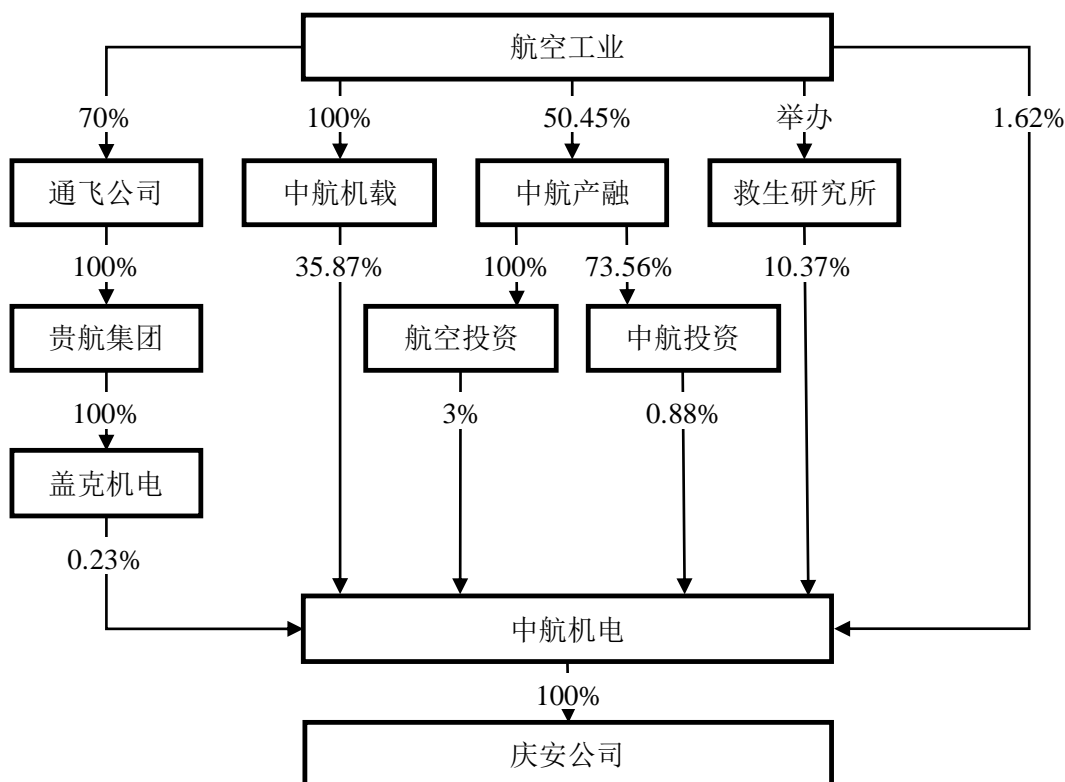 航空工业
70%
100%
50.45%
举办
1.62%
通飞公司
中航机载
中航产融
救生研究所
100%
35.87%
100%
73.56%
10.37%
贵航集团
航空投资
中航投资
100%
3%
0.88%
盖克机电
0.23%
中航机电
100%
庆安公司